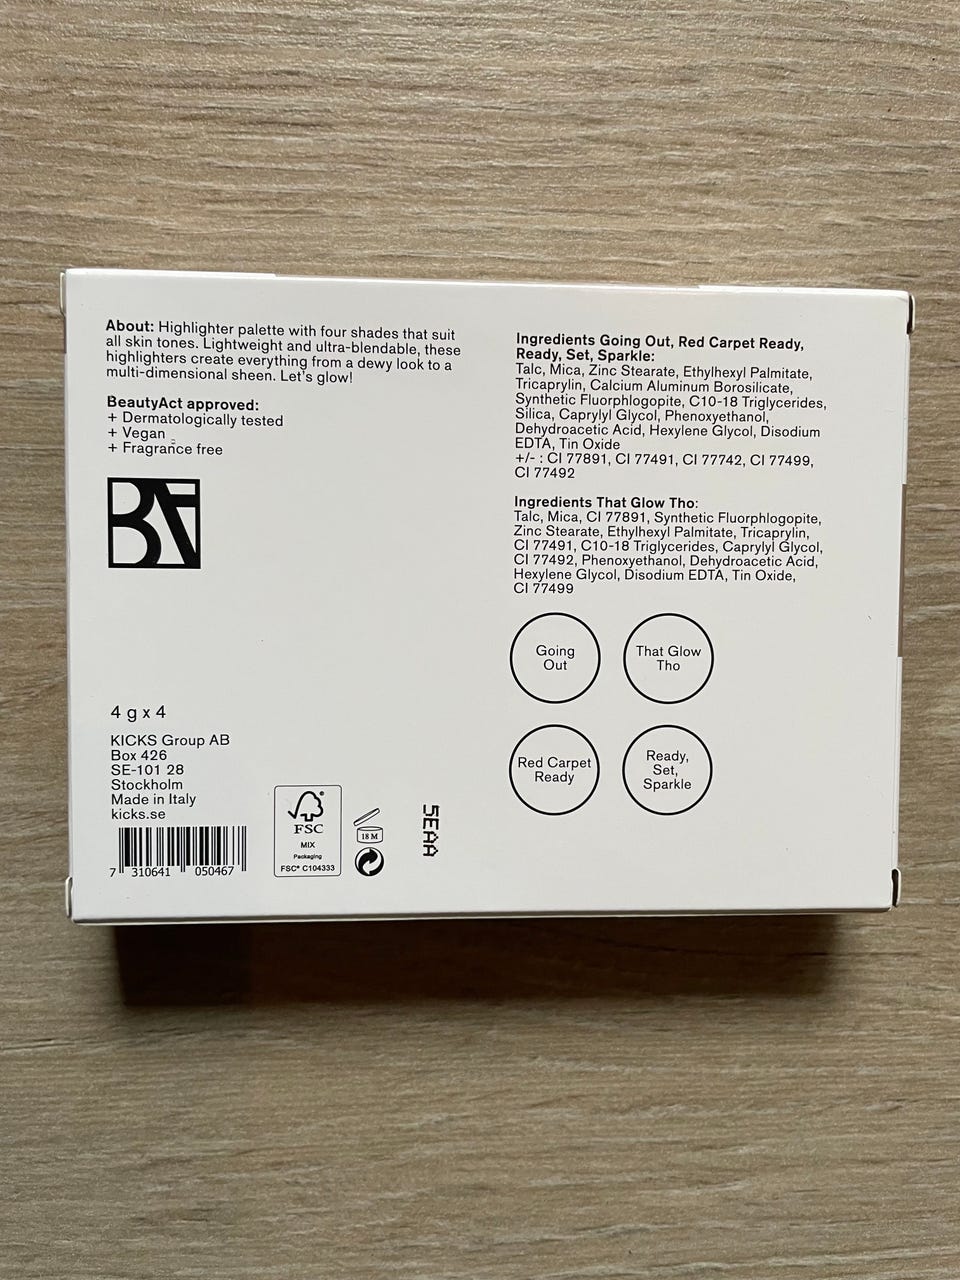 About: Highlighter palette with four shades that suit
all skin tones. Lightweight and ultra-blendable, these
highlighters create everything from a dewy look to a
multi-dimensional sheen. Let's glow!
BeautyAct approved:
+ Dermatologically tested
+ Vegan
+ Fragrance free
BA
4 g x 4
KICKS Group AB
Box 426
SE-101 28
Stockholm
Made in Italy
kicks.se
7 310641 050467
FSC
MIX
Packaging
FSC® C104333
18 M
5EAA
Ingredients Going Out, Red Carpet Ready,
Ready, Set, Sparkle:
Talc, Mica, Zinc Stearate, Ethylhexyl Palmitate,
Tricaprylin, Calcium Aluminum Borosilicate,
Synthetic Fluorphlogopite, C10-18 Triglycerides,
Silica, Caprylyl Glycol, Phenoxyethanol,
Dehydroacetic Acid, Hexylene Glycol, Disodium
EDTA, Tin Oxide
+/- : CI 77891, CI 77491, CI 77742, CI 77499,
CI 77492
Ingredients That Glow Tho:
Talc, Mica, CI 77891, Synthetic Fluorphlogopite,
Zinc Stearate, Ethylhexyl Palmitate, Tricaprylin,
CI 77491, C10-18 Triglycerides, Caprylyl Glycol,
CI 77492, Phenoxyethanol, Dehydroacetic Acid,
Hexylene Glycol, Disodium EDTA, Tin Oxide,
CI 77499
Going
Out
That Glow
Tho
Red Carpet
Ready
Ready,
Set,
Sparkle